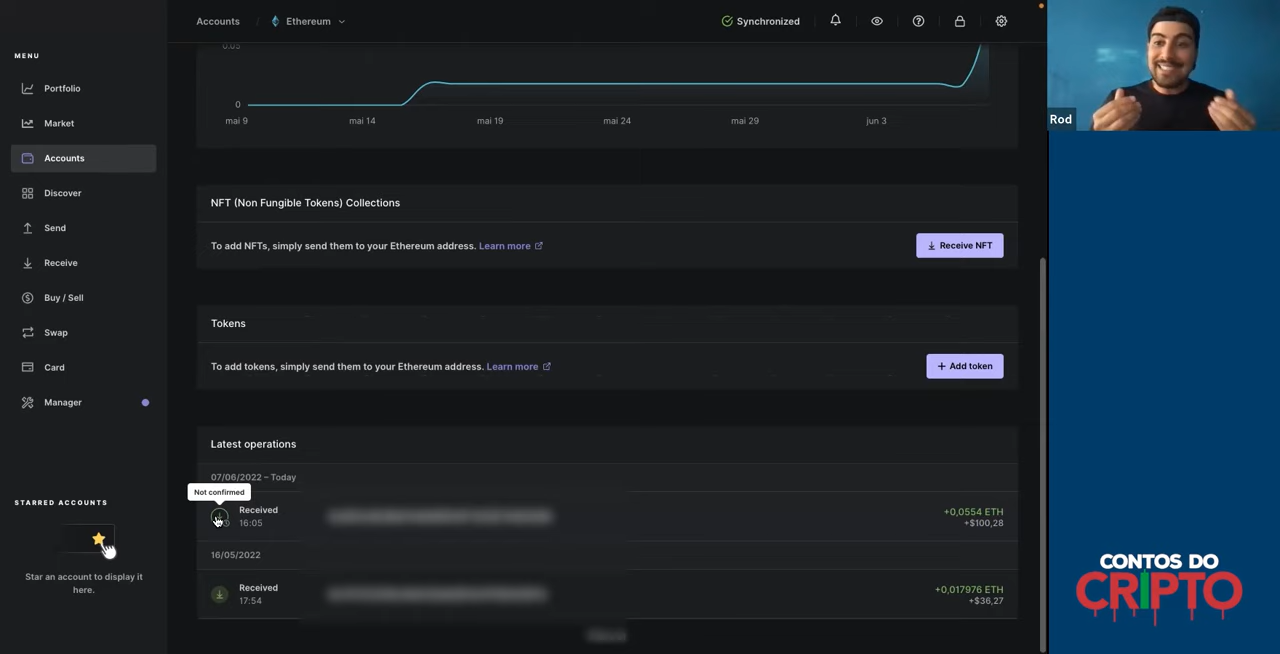 Accounts / Ethereum
Synchronized
Rod
MENU
Portfolio
Market
Accounts
Discover
Send
Receive
Buy / Sell
Swap
Card
Manager
STARRED ACCOUNTS
Star an account to display it
here.
0.05
0
mai 9 mai 14 mai 19 mai 24 mai 29 jun 3
NFT (Non Fungible Tokens) Collections
To add NFTs, simply send them to your Ethereum address. Learn more
Receive NFT
Tokens
To add tokens, simply send them to your Ethereum address. Learn more
+ Add token
Latest operations
07/06/2022 – Today
Not confirmed
Received
16:05
+0,0554 ETH
+$100,28
16/05/2022
Received
17:54
+0,017976 ETH
+$36,27
CONTOS DO
CRIPTO